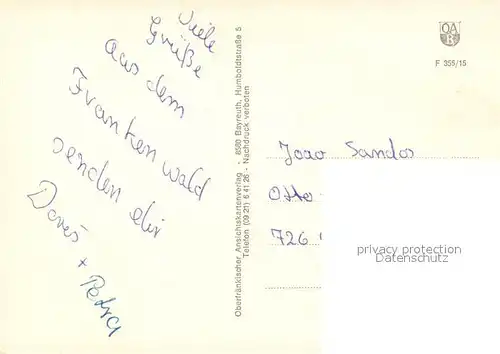 Viele
Grüße
aus dem
Frankenwald
senden dir
Doris
+ Petra
Oberfränkischer Ansichtskartenverlag - 8580 Bayreuth, Humboldtstraße 5
Telefon (09 21) 6 41 26 - Nachdruck verboten
OA
B
F 355/15
Joao Sandos
Otto
726
privacy protection
Datenschutz